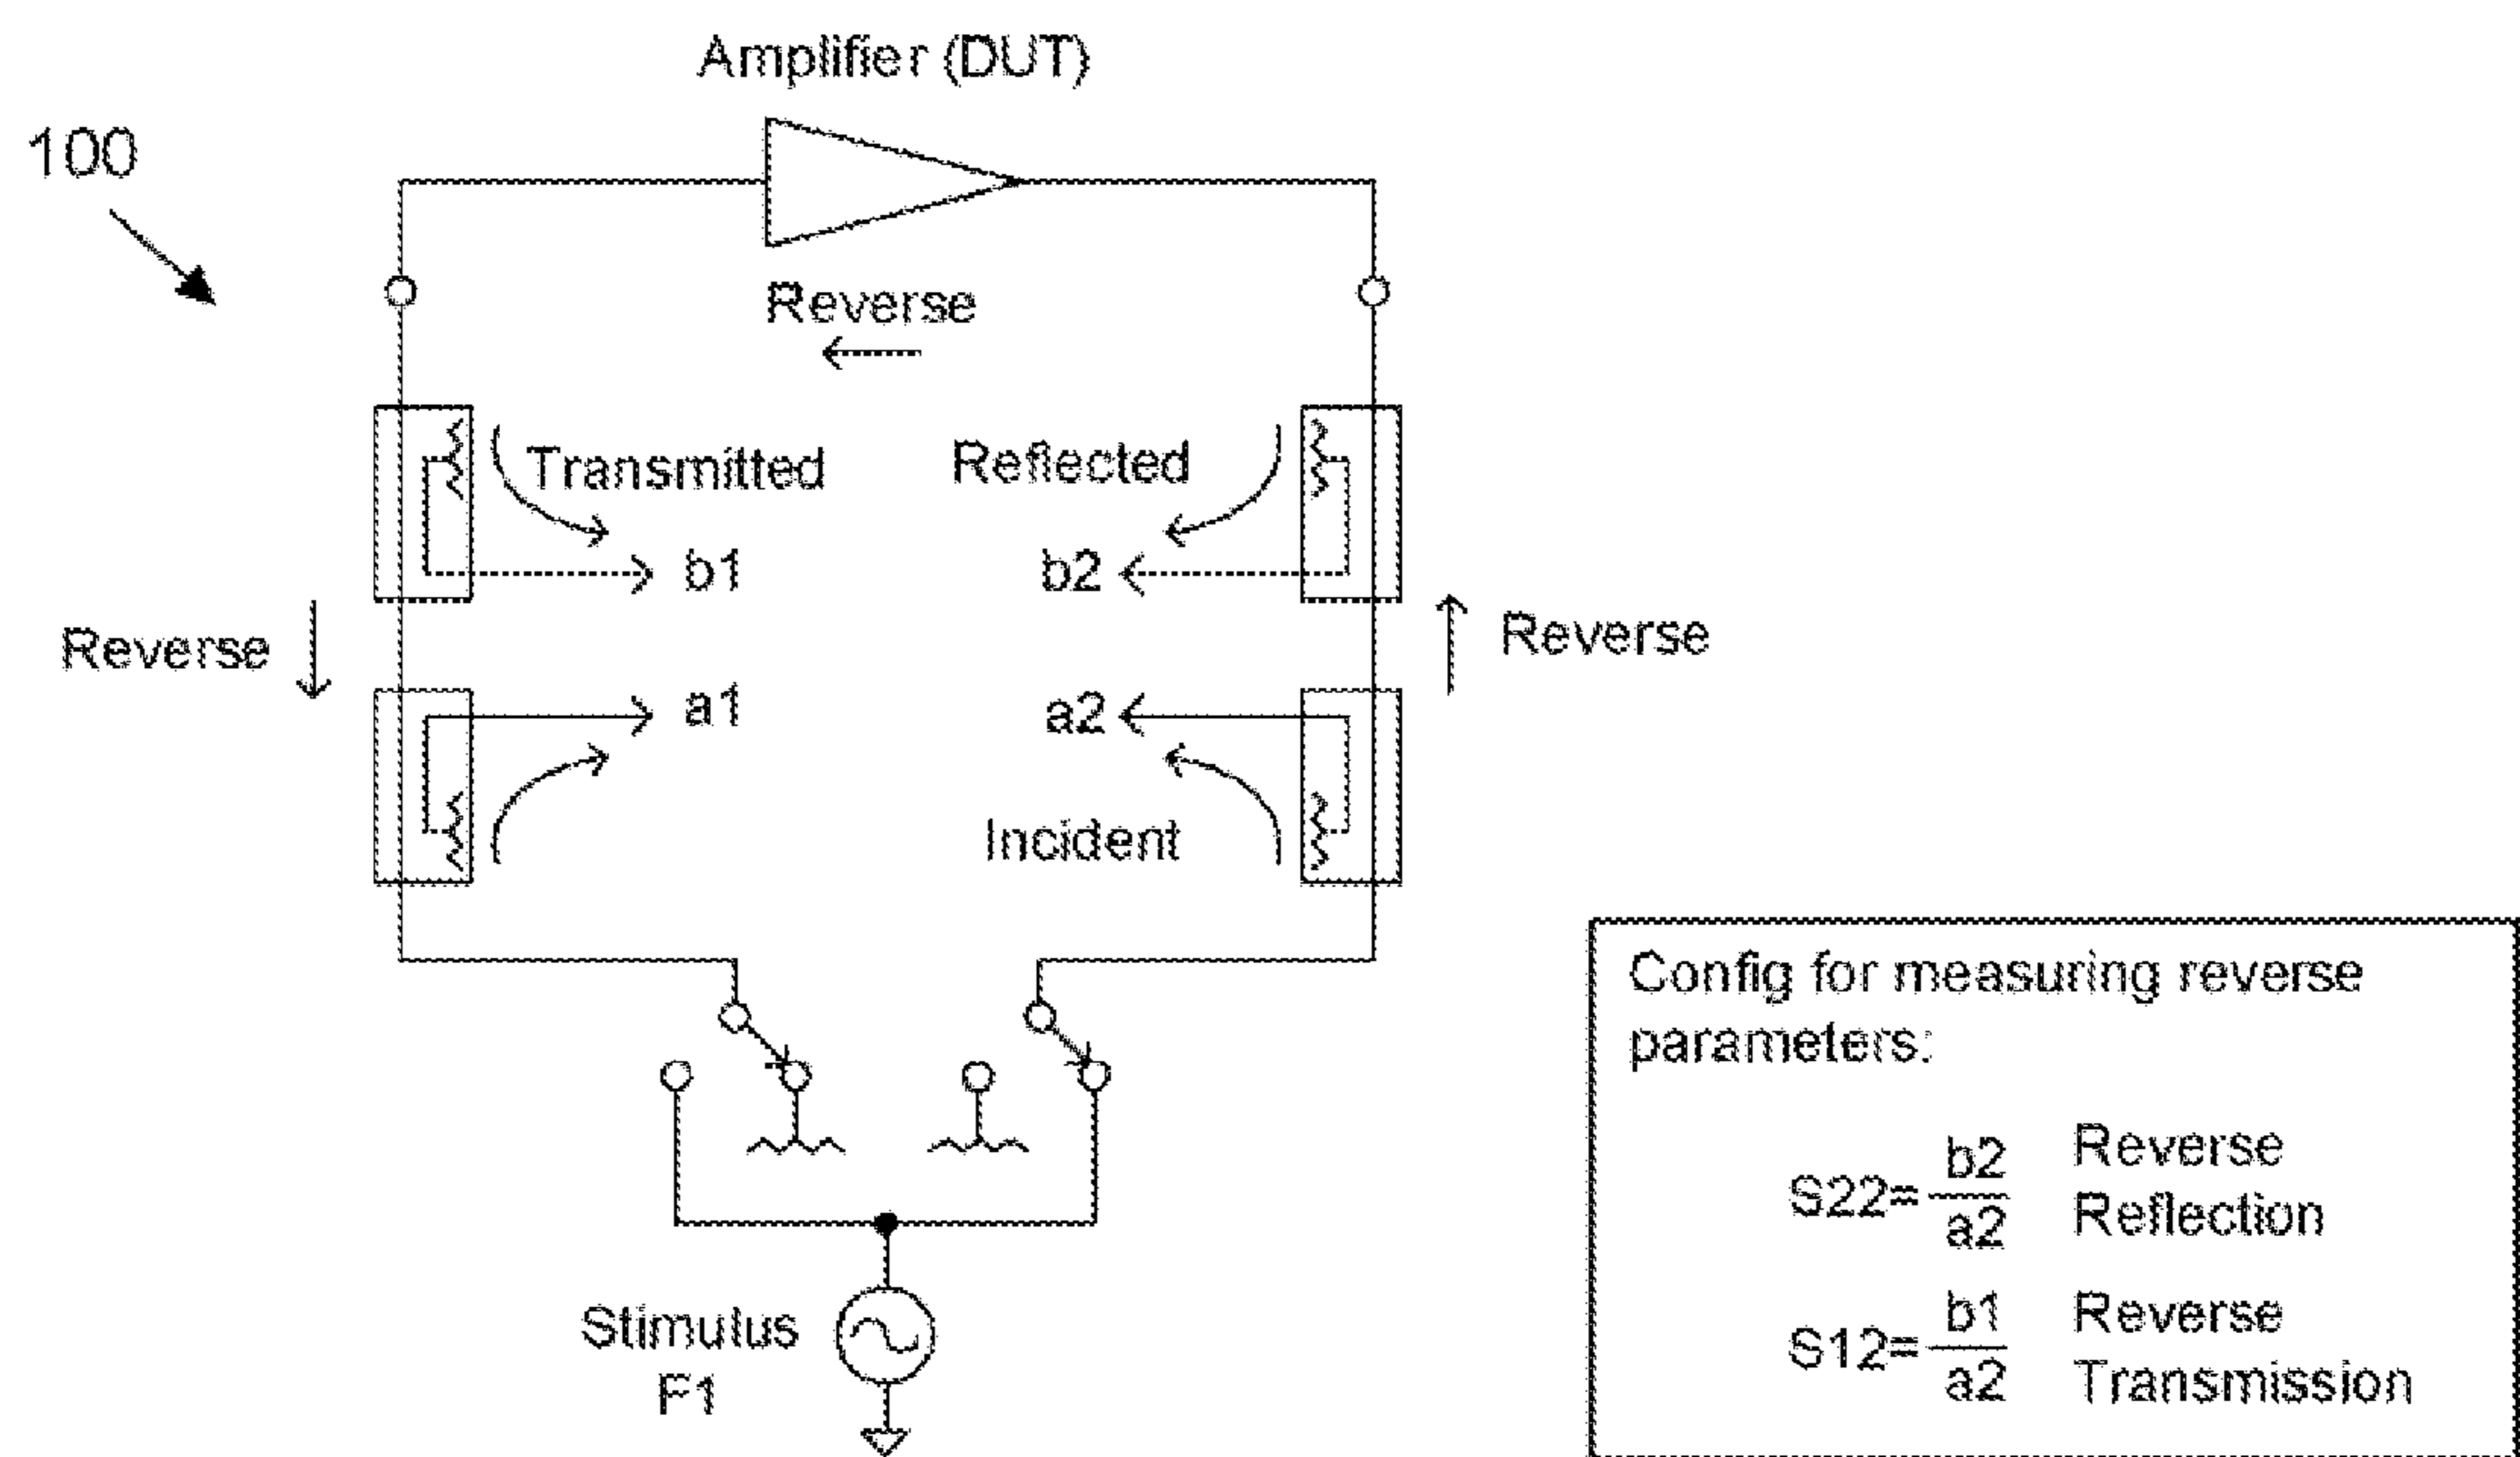 Amplifier (DUT)
100
Reverse
Transmitted
Reflected
b1
b2
Reverse
Reverse
a1
a2
Incident
Config for measuring reverse
parameters:
S22= b2/a2 Reverse Reflection
S12= b1/a2 Reverse Transmission
Stimulus
F1